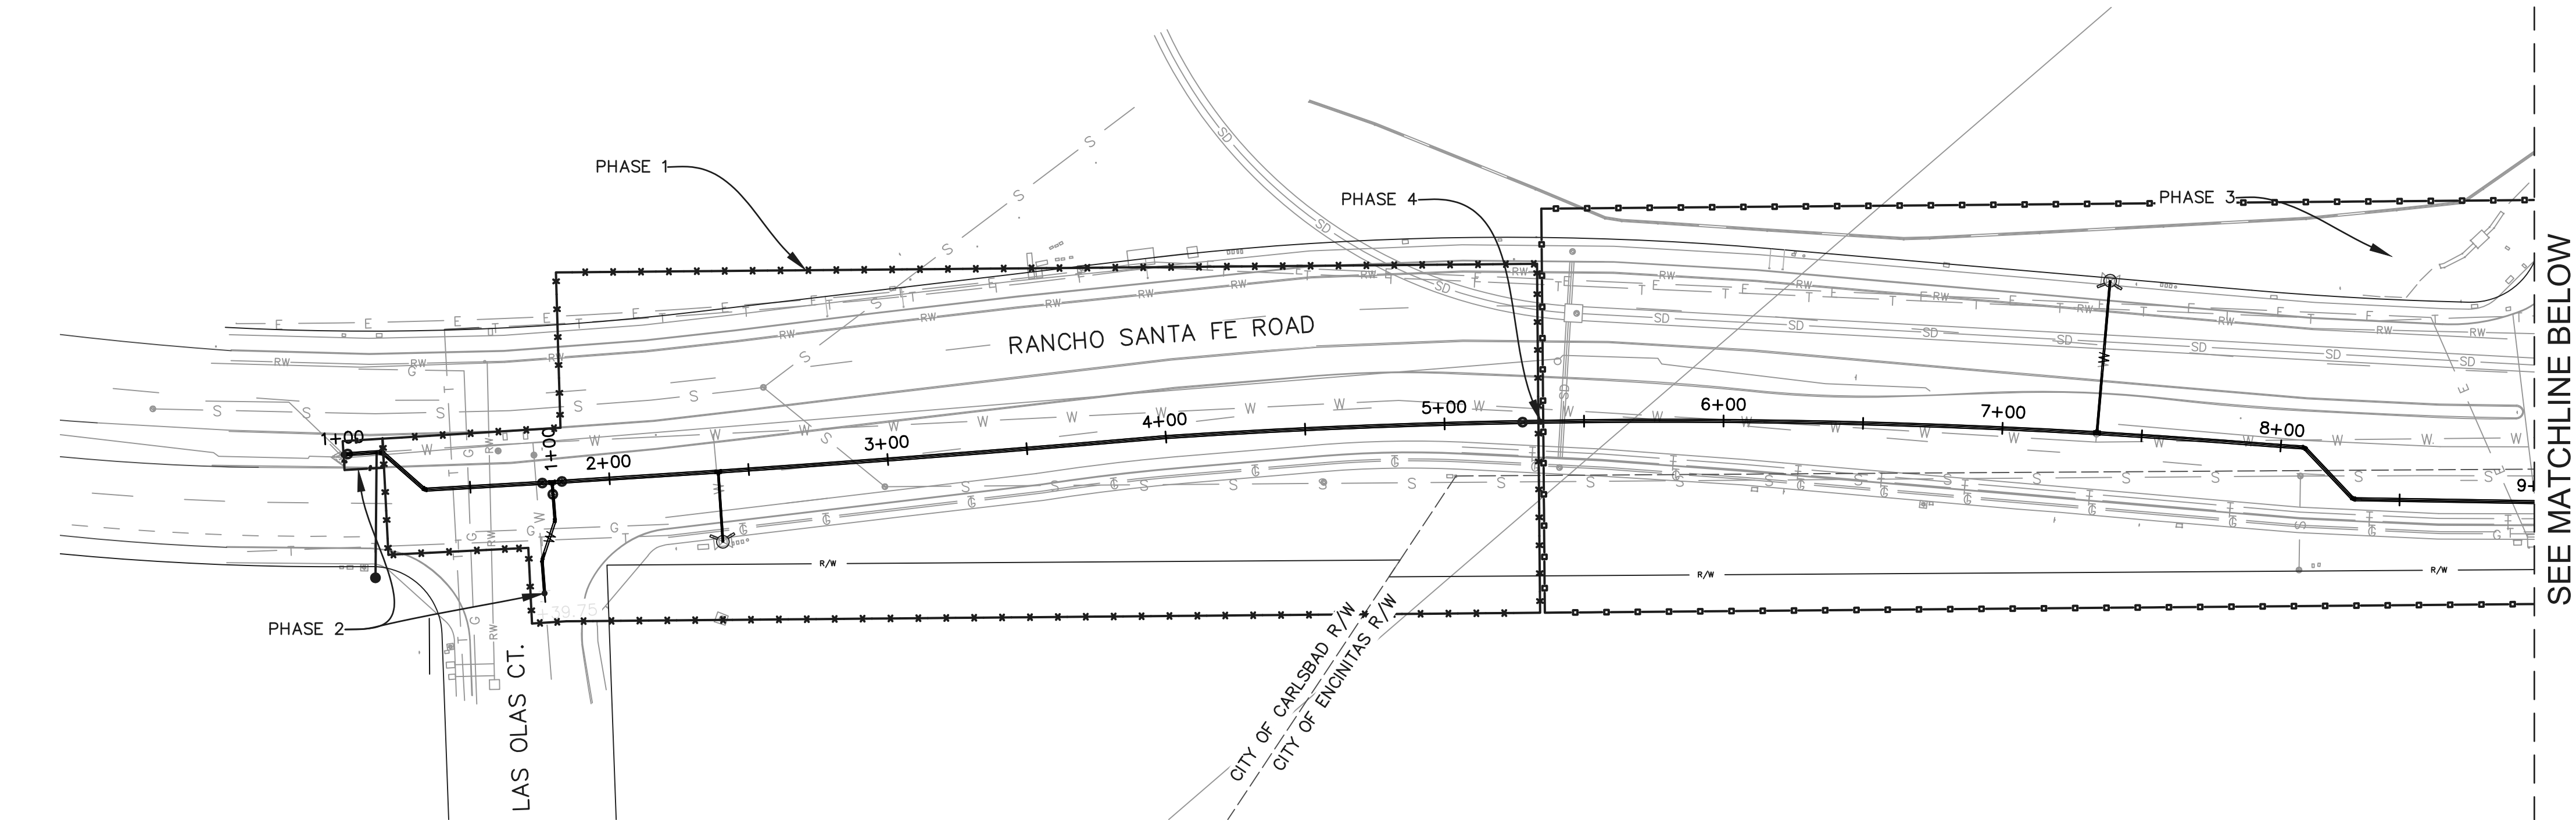 PHASE 1
PHASE 4
PHASE 3
RANCHO SANTA FE ROAD
1+00
1+00
2+00
3+00
4+00
5+00
6+00
7+00
8+00
9+
R/W
R/W
R/W
+39.75
PHASE 2
LAS OLAS CT.
CITY OF CARLSBAD R/W
CITY OF ENCINITAS R/W
SEE MATCHLINE BELOW